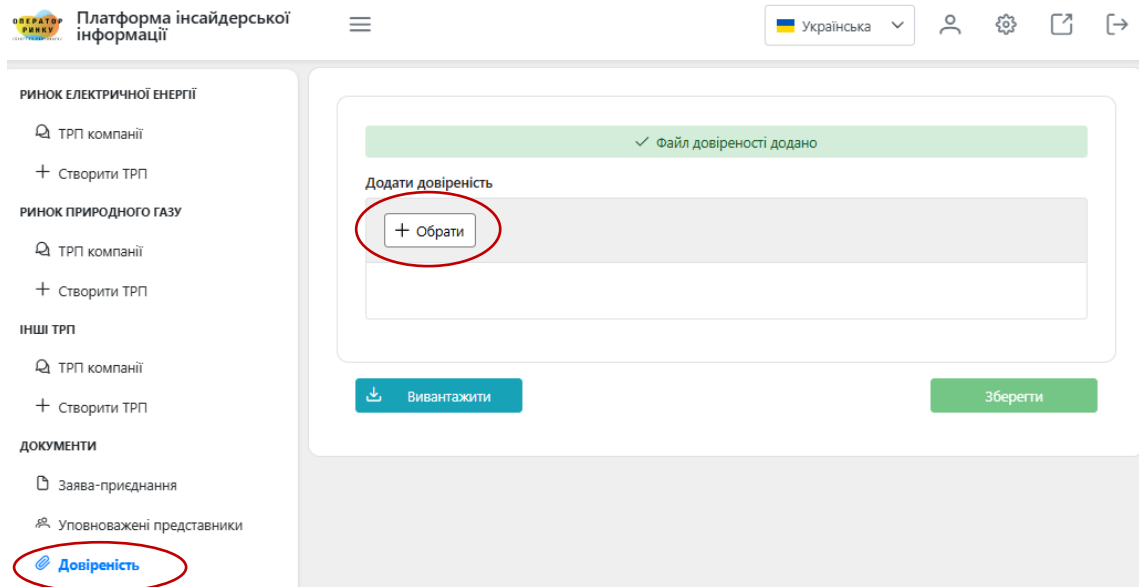 ОПЕРАТОР
РИНКУ
Платформа інсайдерської
інформації
Українська
РИНОК ЕЛЕКТРИЧНОЇ ЕНЕРГІЇ
ТРП компанії
Створити ТРП
РИНОК ПРИРОДНОГО ГАЗУ
ТРП компанії
Створити ТРП
ІНШІ ТРП
ТРП компанії
Створити ТРП
ДОКУМЕНТИ
Заява-приєднання
Уповноважені представники
Довіреність
Файл довіреності додано
Додати довіреність
Обрати
Вивантажити
Зберегти